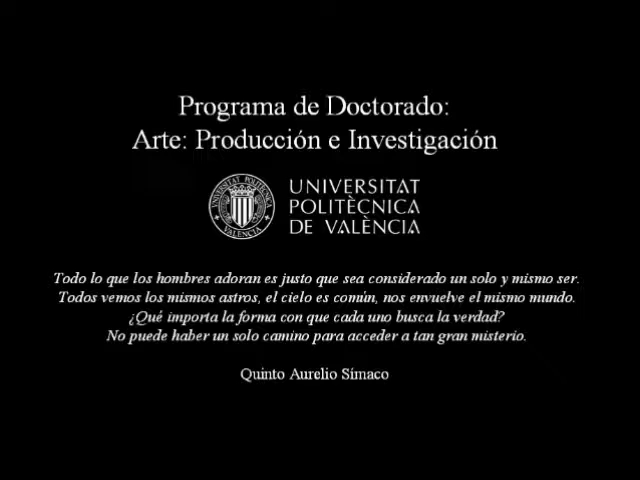 Programa de Doctorado:
Arte: Producción e Investigación
UNIVERSITAT POLITECNICA
VALENCIA
UNIVERSITAT
POLITÈCNICA
DE VALÈNCIA
Todo lo que los hombres adoran es justo que sea considerado un solo y mismo ser.
Todos vemos los mismos astros, el cielo es común, nos envuelve el mismo mundo.
¿Qué importa la forma con que cada uno busca la verdad?
No puede haber un solo camino para acceder a tan gran misterio.
Quinto Aurelio Símaco